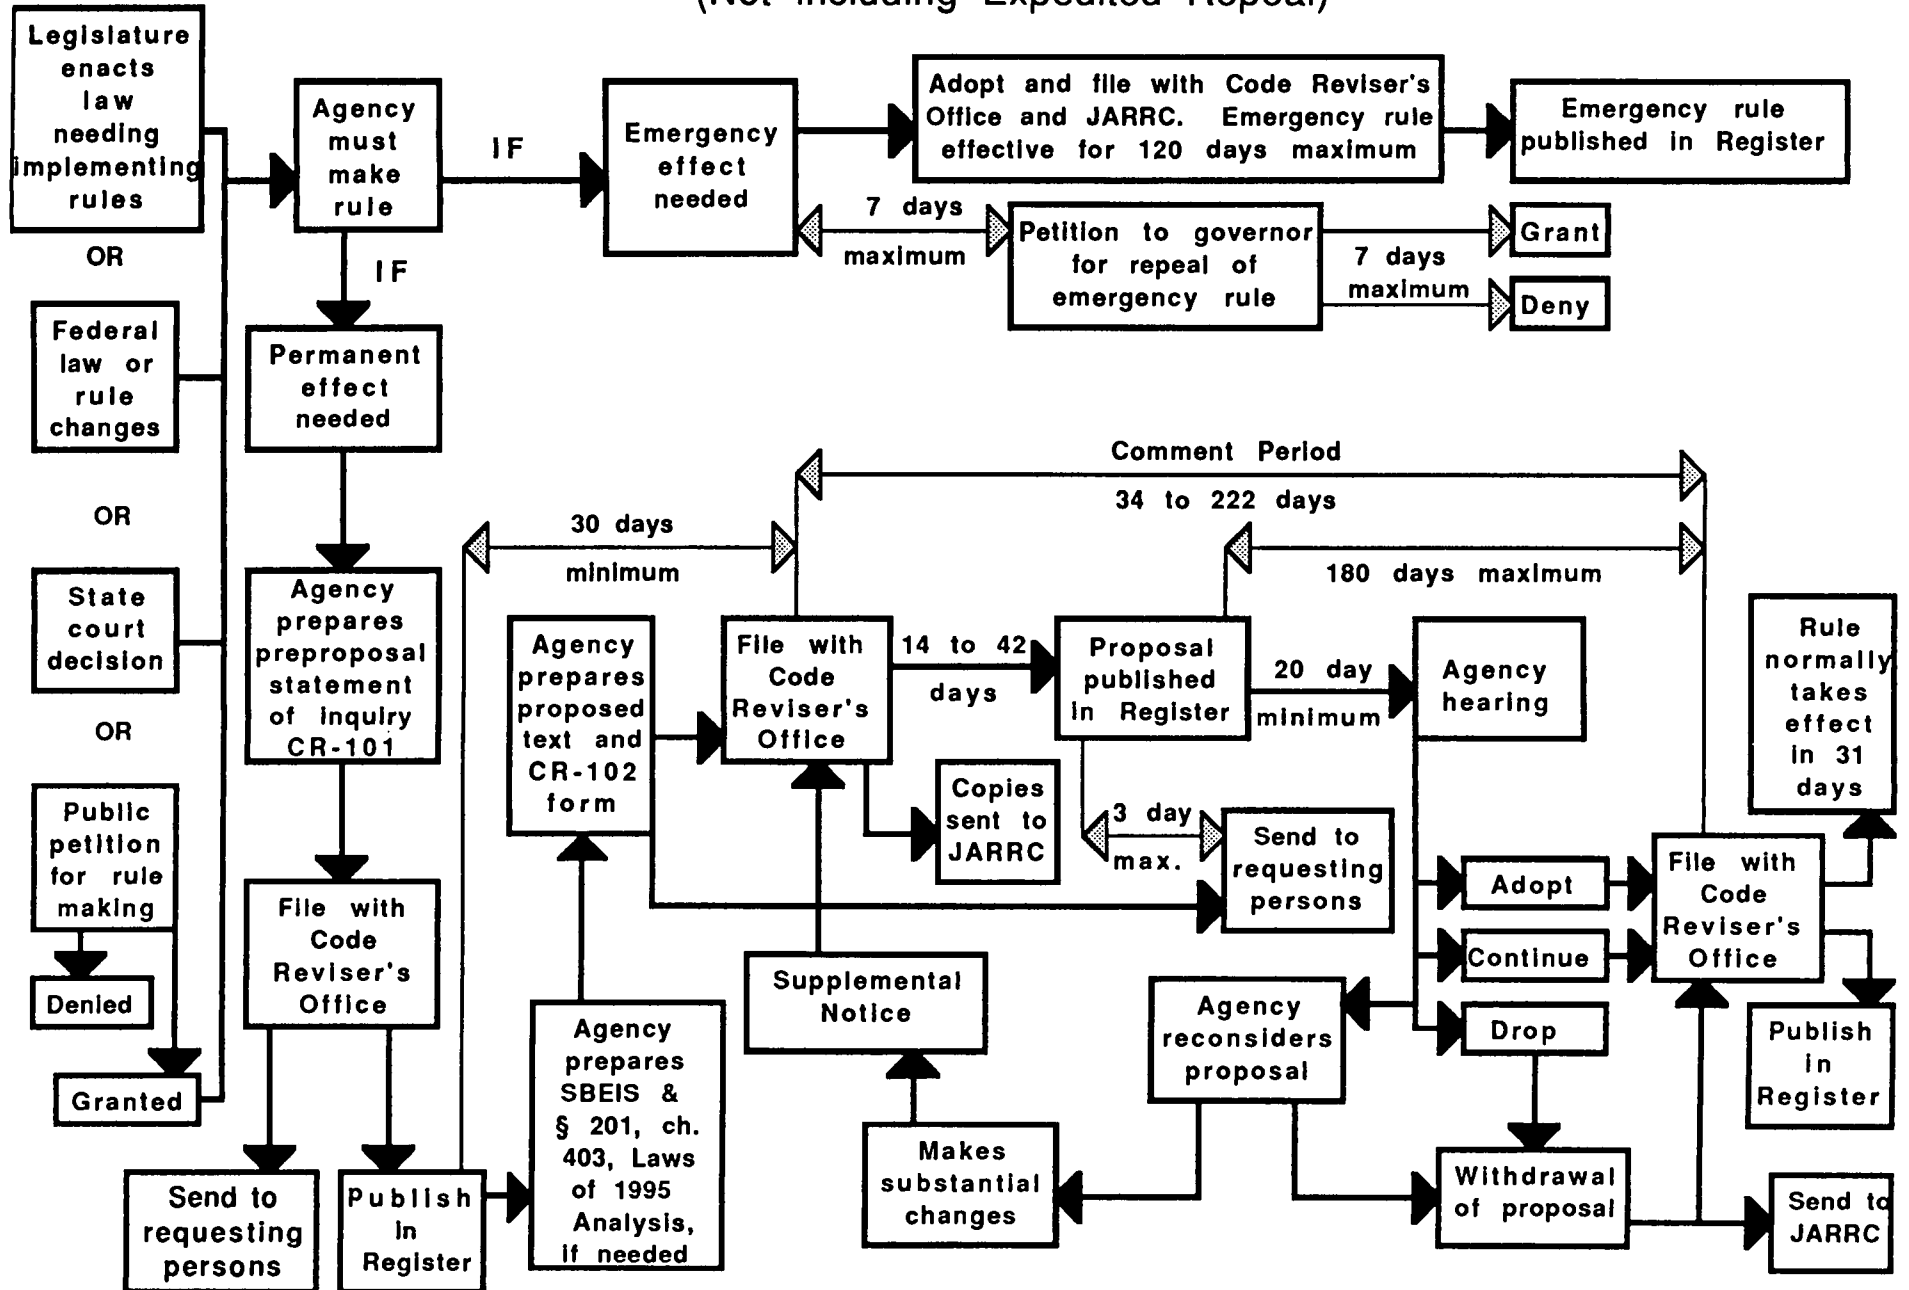 (Not Including Expedited Repeal)
Legislature
enacts
law
needing
implementing
rules
OR
Federal
law or
rule
changes
OR
State
court
decision
OR
Public
petition
for rule
making
Denied
Granted
Agency
must
make
rule
IF
IF
Emergency
effect
needed
Adopt and file with Code Reviser's
Office and JARRC. Emergency rule
effective for 120 days maximum
Emergency rule
published in Register
7 days
maximum
Petition to governor
for repeal of
emergency rule
7 days
maximum
Grant
Deny
Permanent
effect
needed
Agency
prepares
preproposal
statement
of inquiry
CR-101
File with
Code
Reviser's
Office
Send to
requesting
persons
Publish
in
Register
30 days
minimum
Agency
prepares
SBEIS &
§ 201, ch.
403, Laws
of 1995
Analysis,
if needed
Agency
prepares
proposed
text and
CR-102
form
File with
Code
Reviser's
Office
Comment Period
34 to 222 days
14 to 42
days
Copies
sent to
JARRC
Proposal
published
in Register
180 days maximum
20 day
minimum
3 day
max.
Send to
requesting
persons
Agency
hearing
Supplemental
Notice
Makes
substantial
changes
Agency
reconsiders
proposal
Adopt
Continue
Drop
Withdrawal
of proposal
File with
Code
Reviser's
Office
Rule
normally
takes
effect
in 31
days
Publish
in
Register
Send to
JARRC